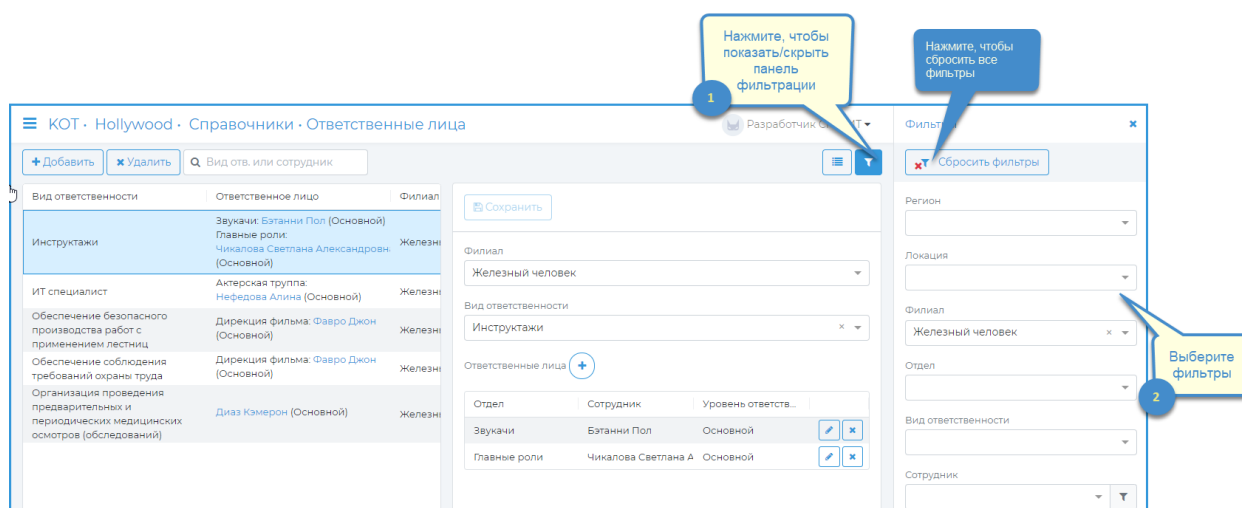 Нажмите, чтобы
показать/скрыть
панель
фильтрации
1
Нажмите, чтобы
сбросить все
фильтры
КОТ · Hollywood · Справочники · Ответственные лица
Разработчик
Фильт
Добавить
Удалить
Вид отв. или сотрудник
Сбросить фильтры
Вид ответственности
Ответственное лицо
Филиал
Инструктажи
Звукачи: Бэтанни Пол (Основной)
Главные роли:
Чикалова Светлана Александровн
(Основной)
Железн
ИТ специалист
Актерская труппа:
Нефедова Алина (Основной)
Железн
Обеспечение безопасного
производства работ с
применением лестниц
Дирекция фильма: Фавро Джон
(Основной)
Железн
Обеспечение соблюдения
требований охраны труда
Дирекция фильма: Фавро Джон
(Основной)
Железн
Организация проведения
предварительных и
периодических медицинских
осмотров (обследований)
Диаз Кэмерон (Основной)
Железн
Сохранить
Филиал
Железный человек
Вид ответственности
Инструктажи
Ответственные лица
Отдел
Сотрудник
Уровень ответств...
Звукачи
Бэтанни Пол
Основной
Главные роли
Чикалова Светлана А
Основной
Регион
Локация
Филиал
Железный человек
Отдел
Вид ответственности
Сотрудник
Выберите
фильтры
2